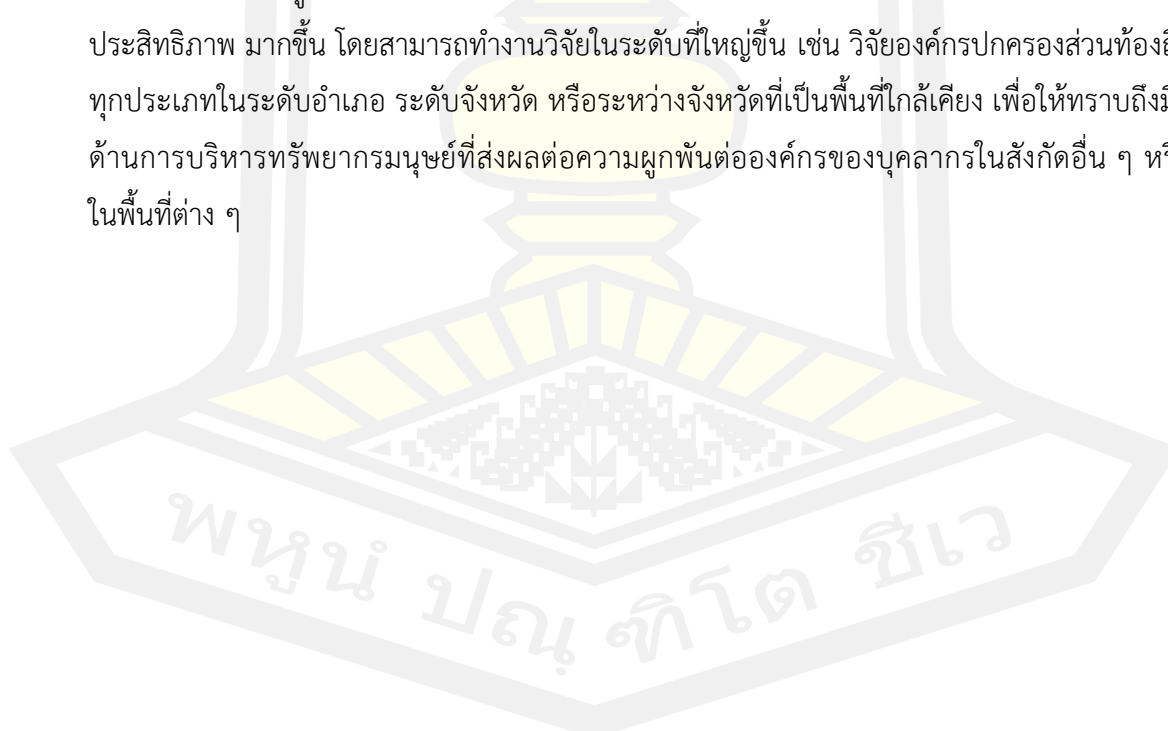 ประสิทธิภาพ มากขึ้น โดยสามารถทำงานวิจัยในระดับที่ใหญ่ขึ้น เช่น วิจัยองค์กรปกครองส่วน
ทุกประเภทในระดับอำเภอ ระดับจังหวัด หรือระหว่างจังหวัดที่เป็นพื้นที่ใกล้เคียง เพื่อให้ทราบถึง
ด้านการบริหารทรัพยากรมนุษย์ที่ส่งผลต่อความผูกพันต่อองค์กรของบุคลากรในสังกัดอื่น ๆ
ในพื้นที่ต่าง ๆ
พหูนํ ปณฺฑิโต ชีเว